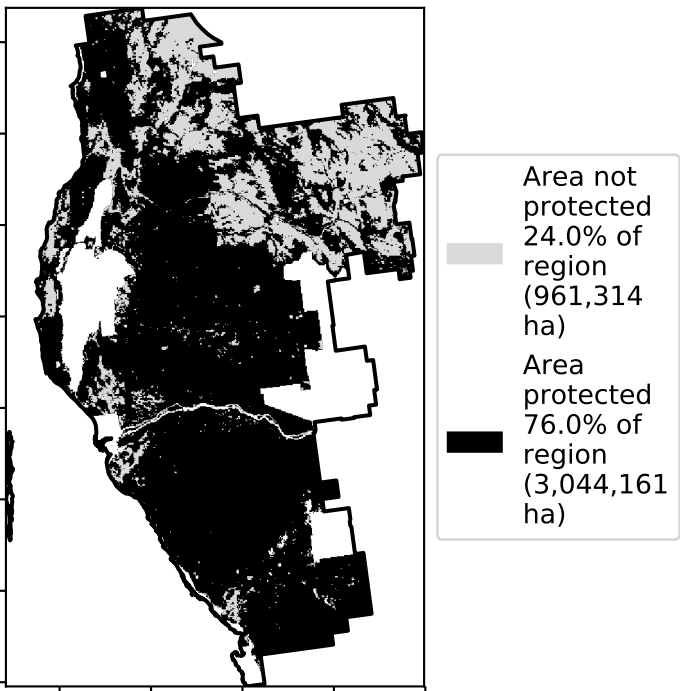 Area not
protected
24.0% of
region
(961,314
ha)
Area
protected
76.0% of
region
(3,044,161
ha)